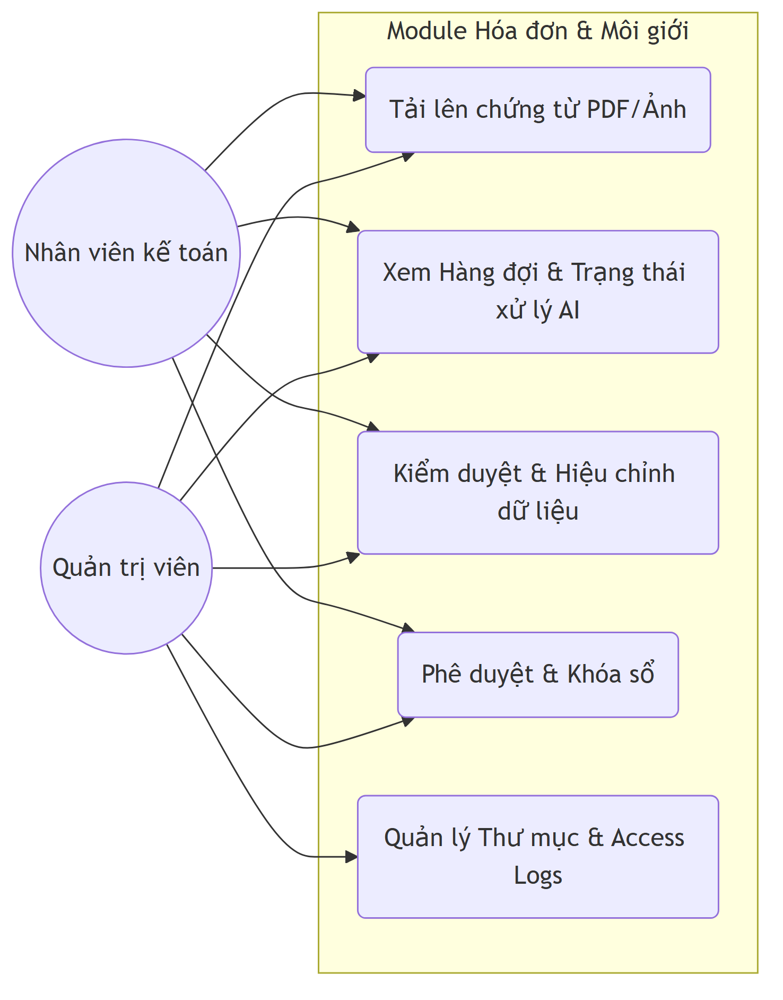 Module Hóa đơn & Môi giới
Tải lên chứng từ PDF/Ảnh
Nhân viên kế toán
Xem Hàng đợi & Trạng thái
xử lý AI
Kiểm duyệt & Hiệu chỉnh
dữ liệu
Quản trị viên
Phê duyệt & Khóa sổ
Quản lý Thư mục & Access
Logs